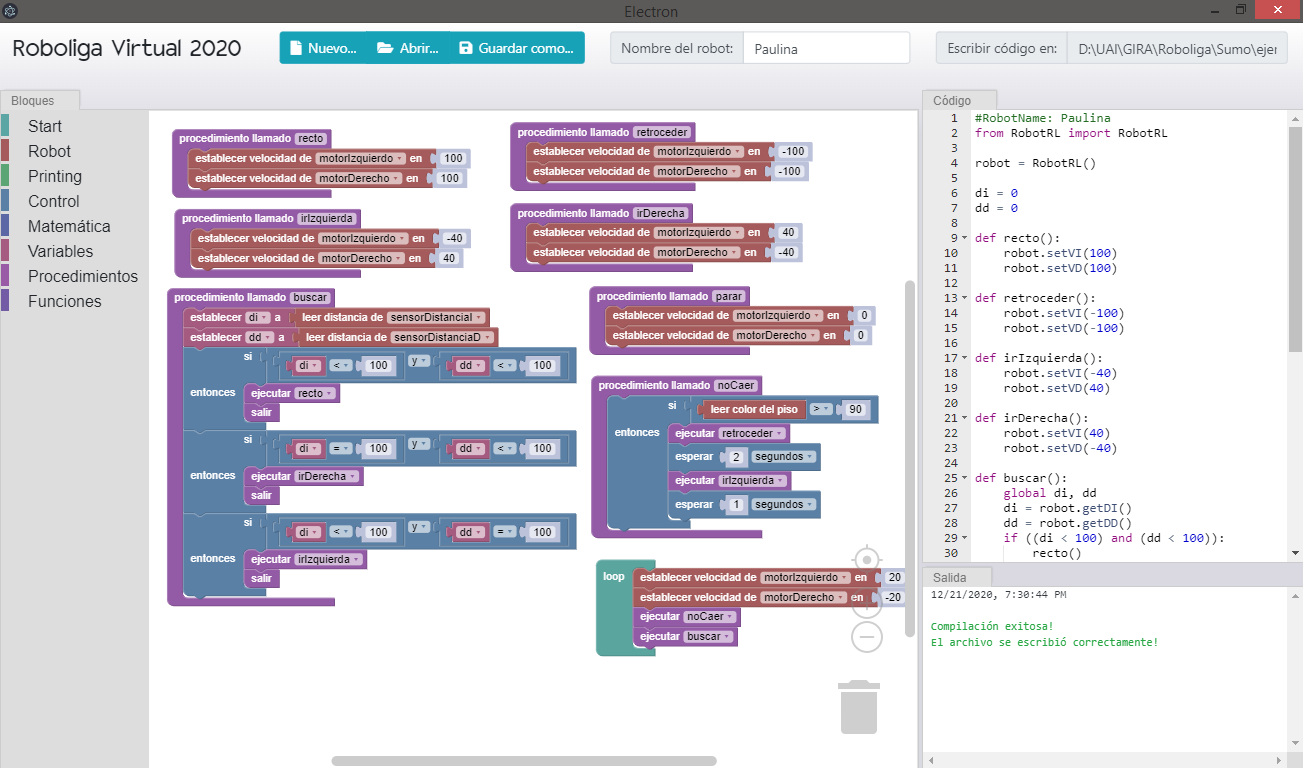 Electron
Roboliga Virtual 2020
Nuevo... Abrir... Guardar como...
Nombre del robot: Paulina
Escribir código en: D:\UAI\GIRA\Roboliga\Sumo\ejer
Bloques
Start
Robot
Printing
Control
Matemática
Variables
Procedimientos
Funciones
procedimiento llamado recto
establecer velocidad de motorIzquierdo en 100
establecer velocidad de motorDerecho en 100
procedimiento llamado retroceder
establecer velocidad de motorIzquierdo en -100
establecer velocidad de motorDerecho en -100
procedimiento llamado irIzquierda
establecer velocidad de motorIzquierdo en -40
establecer velocidad de motorDerecho en 40
procedimiento llamado irDerecha
establecer velocidad de motorIzquierdo en 40
establecer velocidad de motorDerecho en -40
procedimiento llamado buscar
establecer di a leer distancia de sensorDistanciaI
establecer dd a leer distancia de sensorDistanciaD
si di < 100 y dd < 100
entonces ejecutar recto
salir
si di = 100 y dd < 100
entonces ejecutar irDerecha
salir
si di < 100 y dd = 100
entonces ejecutar irIzquierda
salir
procedimiento llamado parar
establecer velocidad de motorIzquierdo en 0
establecer velocidad de motorDerecho en 0
procedimiento llamado noCaer
si leer color del piso > 90
entonces ejecutar retroceder
esperar 2 segundos
ejecutar irIzquierda
esperar 1 segundos
loop establecer velocidad de motorIzquierdo en 20
establecer velocidad de motorDerecho en -20
ejecutar noCaer
ejecutar buscar
Código
1 #RobotName: Paulina
2 from RobotRL import RobotRL
3
4 robot = RobotRL()
5
6 di = 0
7 dd = 0
8
9 def recto():
10 robot.setVI(100)
11 robot.setVD(100)
12
13 def retroceder():
14 robot.setVI(-100)
15 robot.setVD(-100)
16
17 def irIzquierda():
18 robot.setVI(-40)
19 robot.setVD(40)
20
21 def irDerecha():
22 robot.setVI(40)
23 robot.setVD(-40)
24
25 def buscar():
26 global di, dd
27 di = robot.getDI()
28 dd = robot.getDD()
29 if ((di < 100) and (dd < 100)):
30 recto()
Salida
12/21/2020, 7:30:44 PM
Compilación exitosa!
El archivo se escribió correctamente!